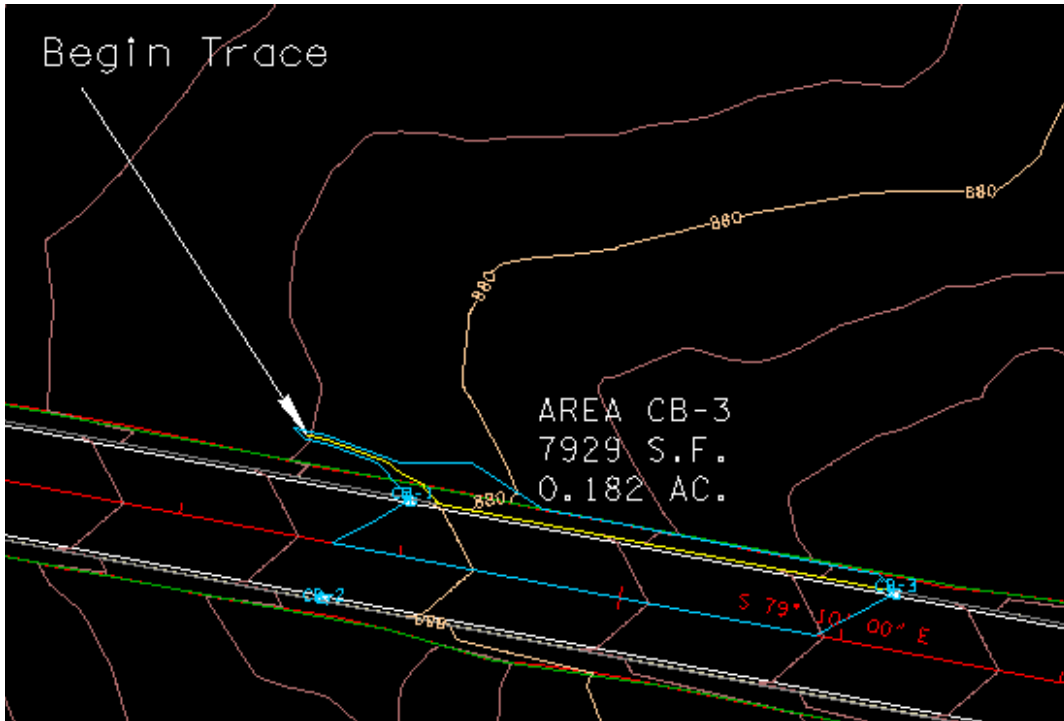 Begin Trace
880
880
880
AREA CB-3
7929 S.F.
0.182 AC.
880
CB-1
CB-3
CB-2
S 79° 10' 00" E